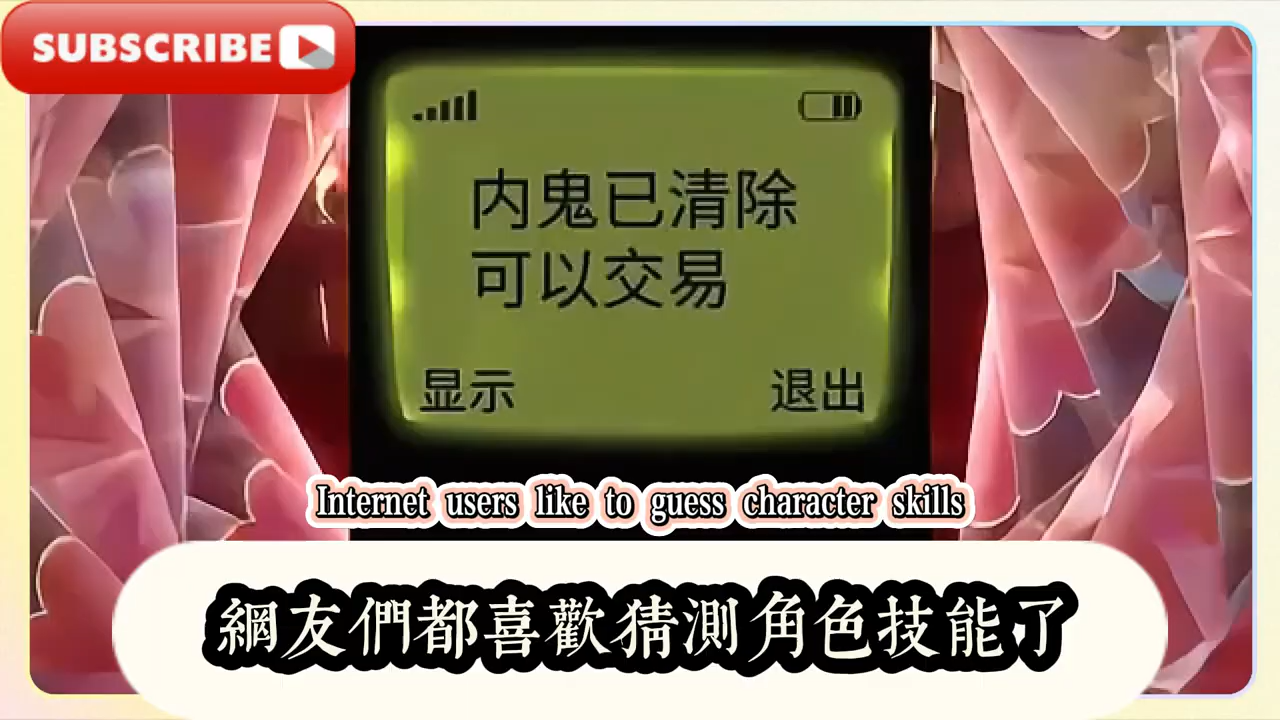 SUBSCRIBE
内鬼已清除
可以交易
显示
退出
Internet users like to guess character skills
網友們都喜歡猜測角色技能了